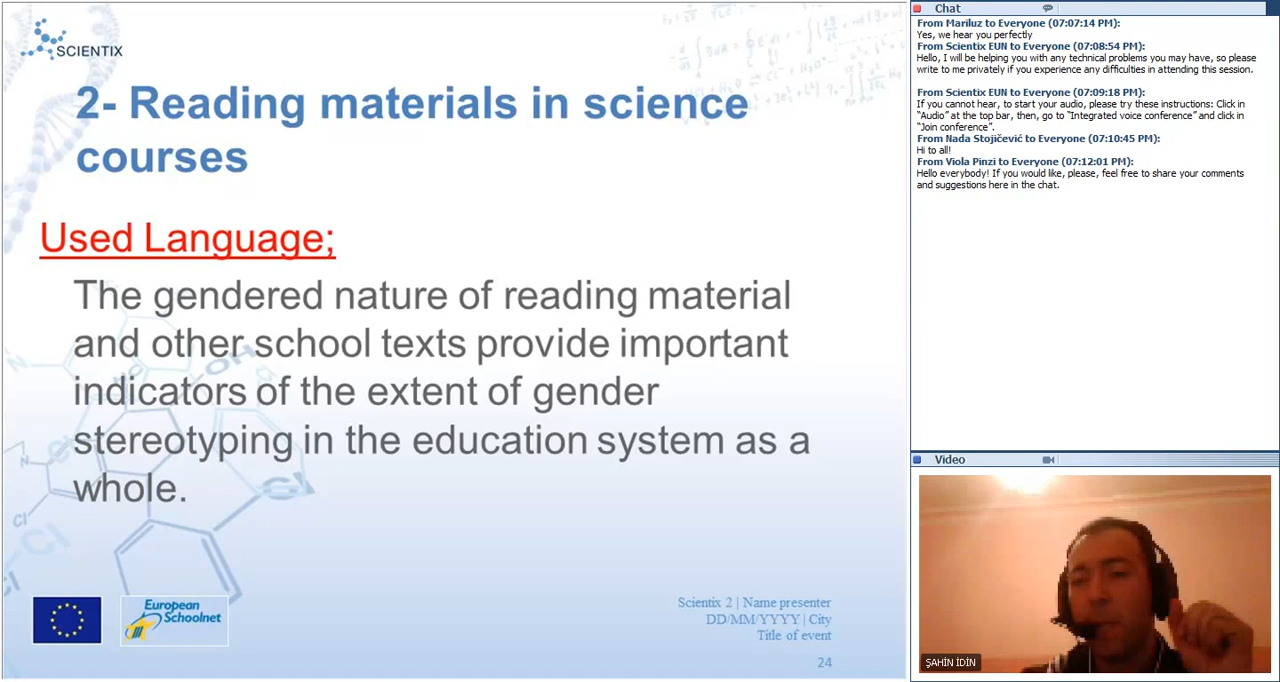 SCIENTIX
2- Reading materials in science
courses
Used Language;
The gendered nature of reading material
and other school texts provide important
indicators of the extent of gender
stereotyping in the education system as a
whole.
European
Schoolnet
Scientix 2 | Name presenter
DD/MM/YYYY | City
Title of event
24
Chat
From Mariluz to Everyone (07:07:14 PM):
Yes, we hear you perfectly
From Scientix EUN to Everyone (07:08:54 PM):
Hello, I will be helping you with any technical problems you may have, so please
write to me privately if you experience any difficulties in attending this session.
From Scientix EUN to Everyone (07:09:18 PM):
If you cannot hear, to start your audio, please try these instructions: Click in
“Audio” at the top bar, then, go to “Integrated voice conference” and click in
“Join conference”.
From Nada Stojičević to Everyone (07:10:45 PM):
Hi to all!
From Viola Pinzi to Everyone (07:12:01 PM):
Hello everybody! If you would like, please, feel free to share your comments
and suggestions here in the chat.
Video
ŞAHİN İDİN